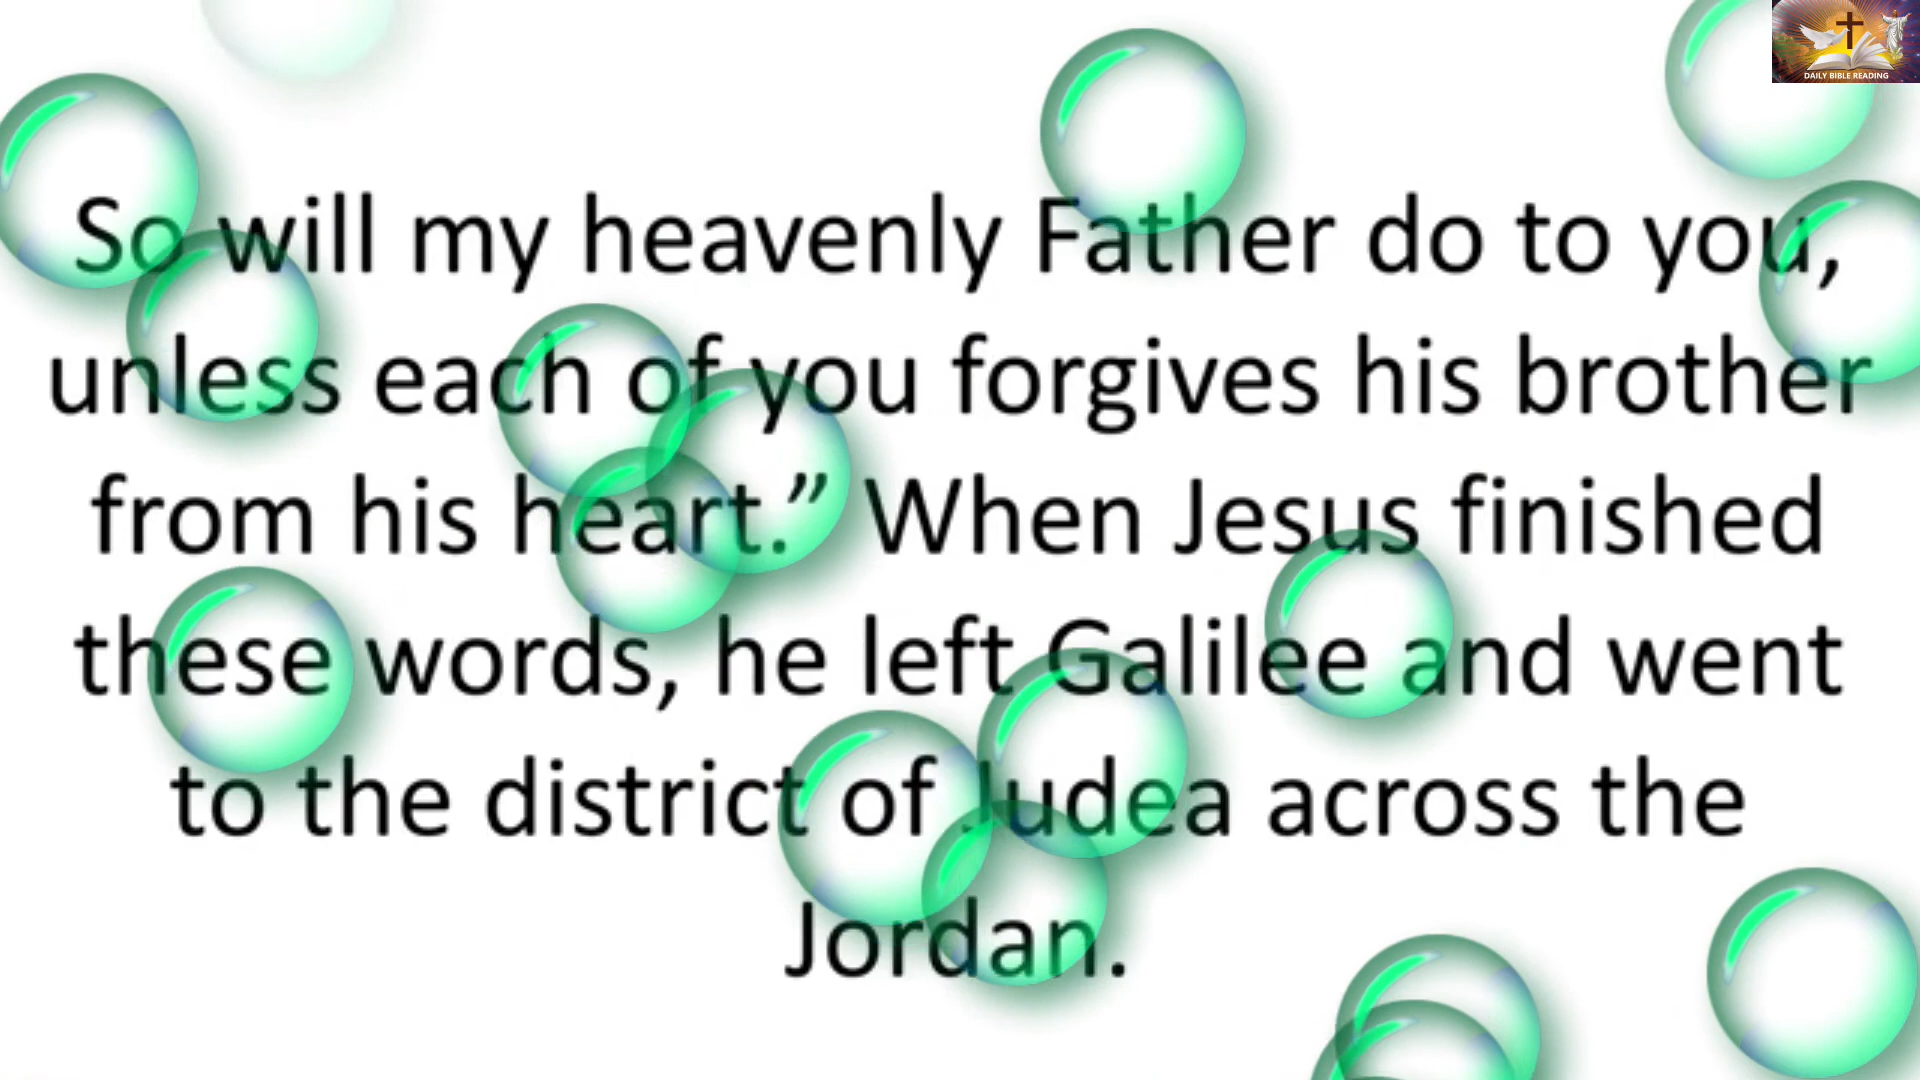 DAILY BIBLE READING
So will my heavenly Father do to you,
unless each of you forgives his brother
from his heart.” When Jesus finished
these words, he left Galilee and went
to the district of Judea across the
Jordan.